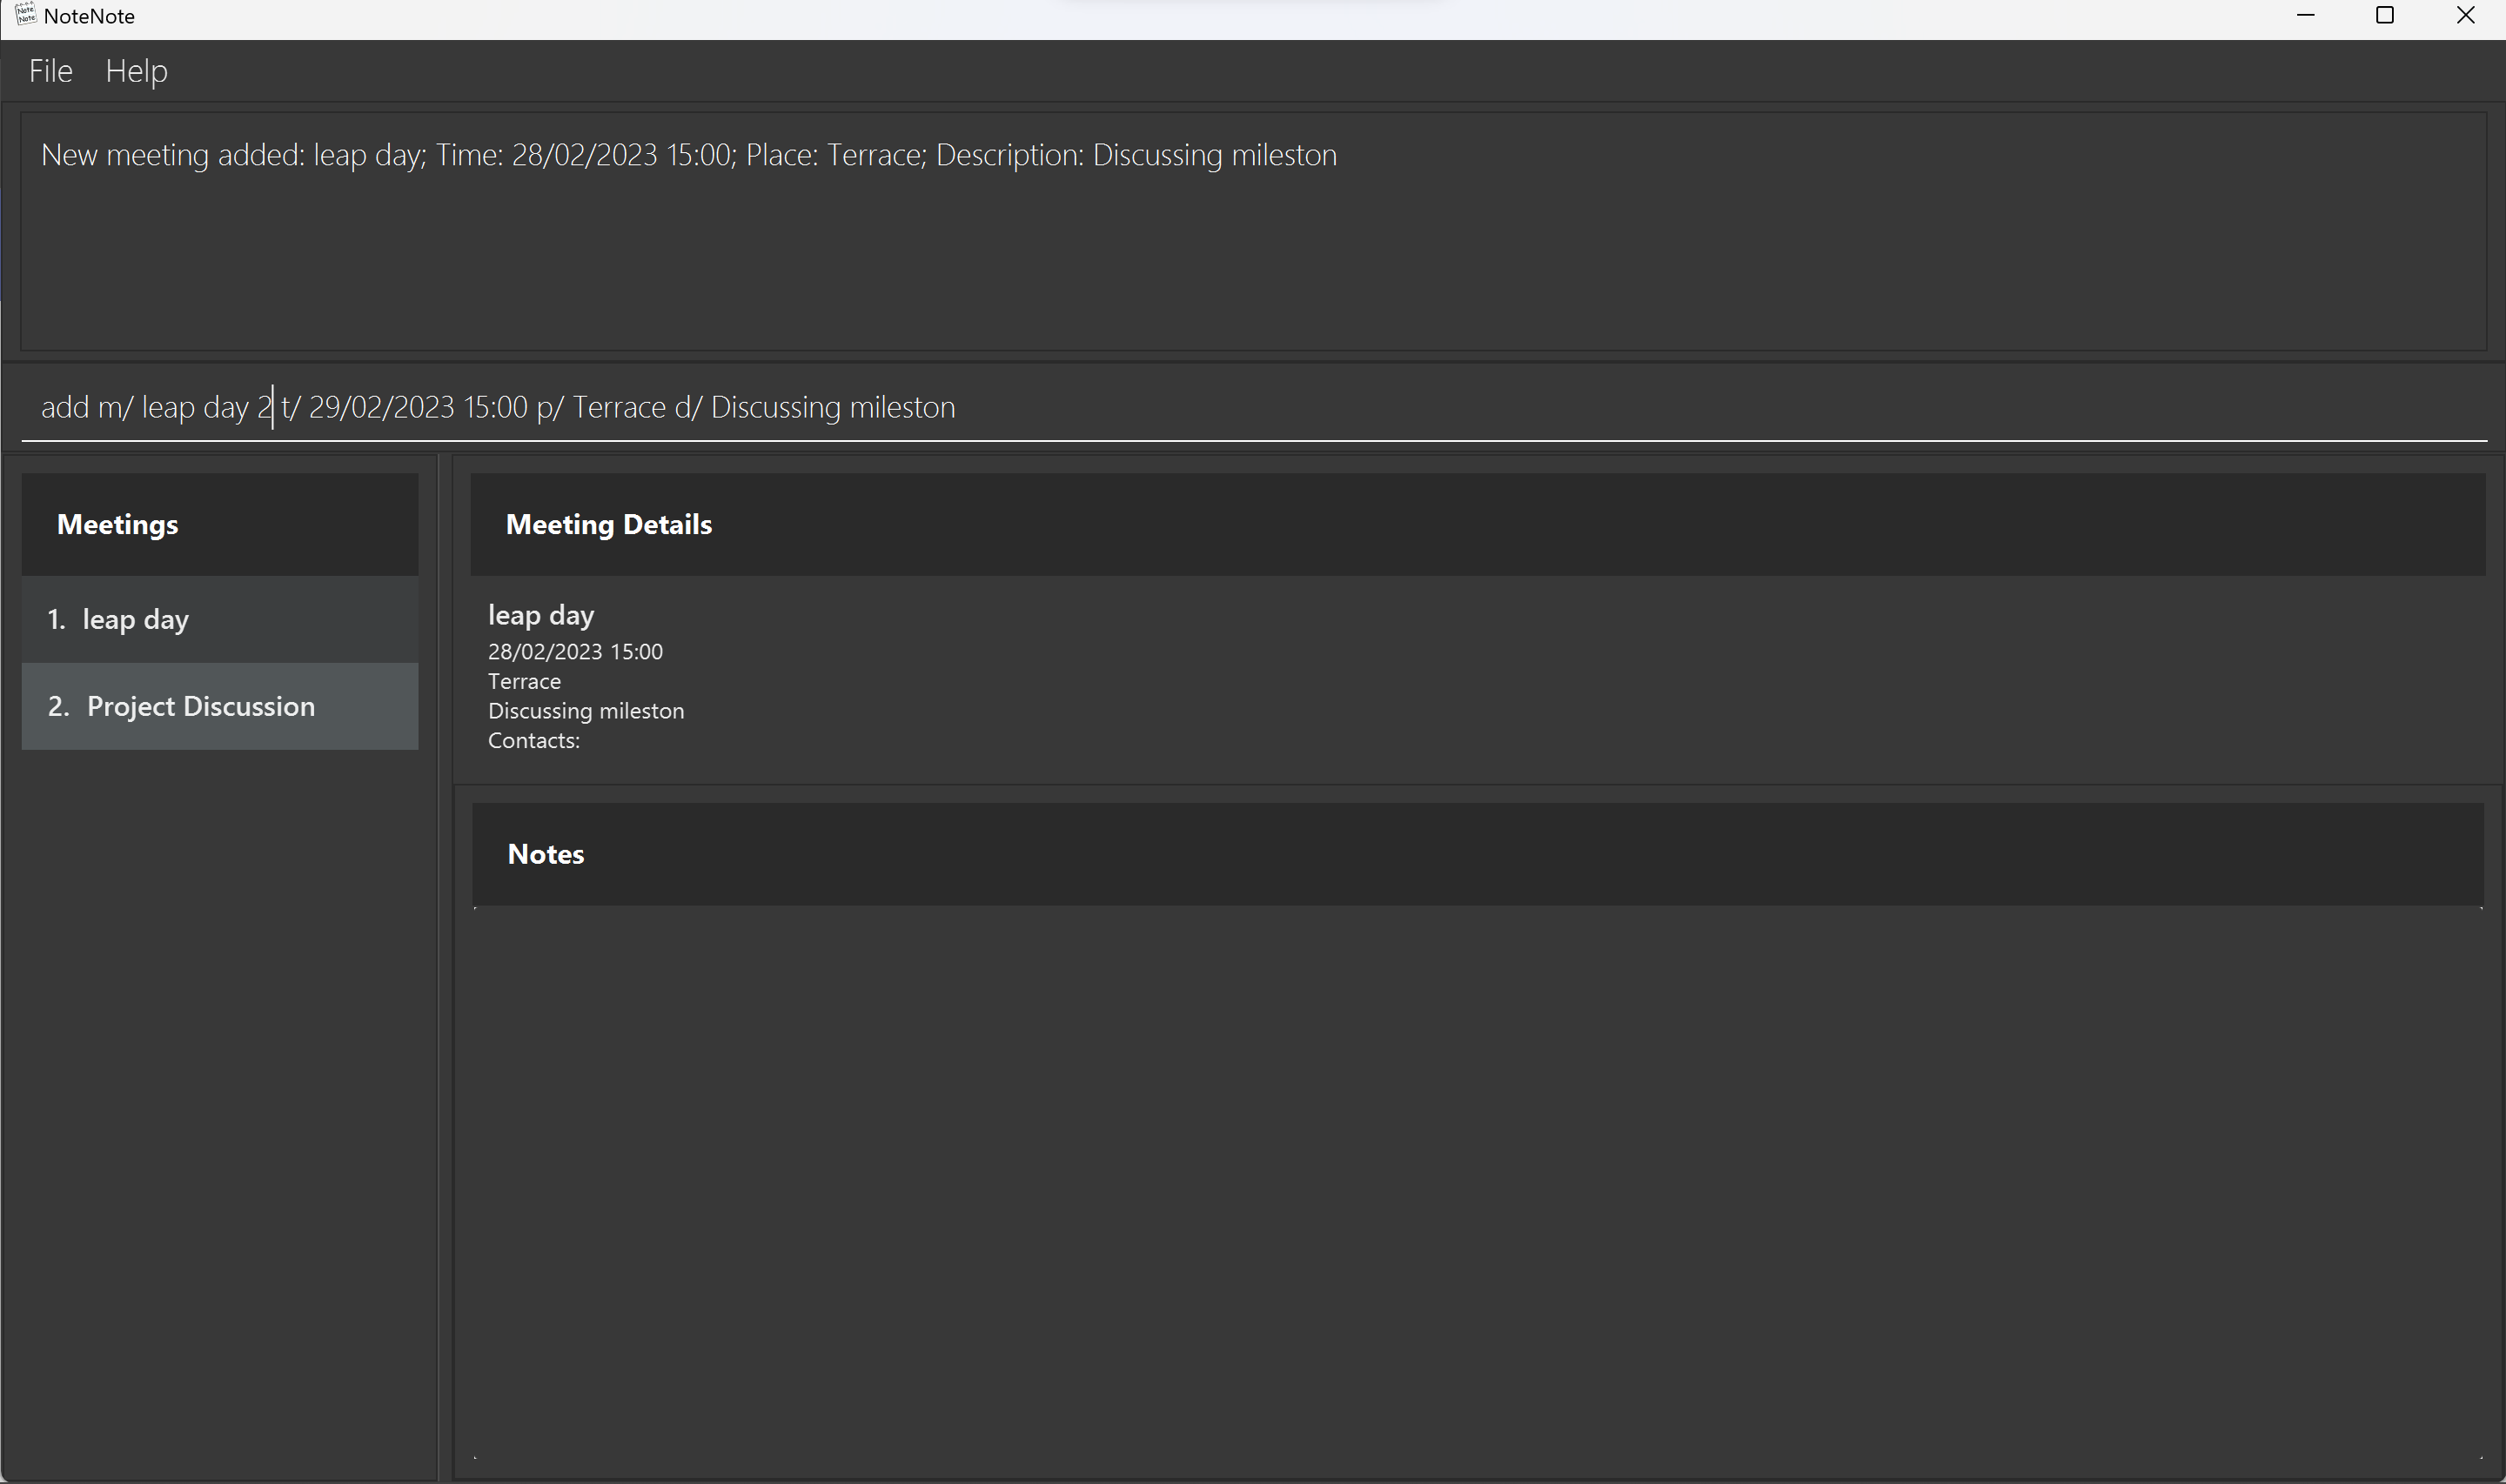 Note Note
NoteNote
File Help
New meeting added: leap day; Time: 28/02/2023 15:00; Place: Terrace; Description: Discussing mileston
add m/ leap day 2 t/ 29/02/2023 15:00 p/ Terrace d/ Discussing mileston
Meetings
1. leap day
2. Project Discussion
Meeting Details
leap day
28/02/2023 15:00
Terrace
Discussing mileston
Contacts:
Notes